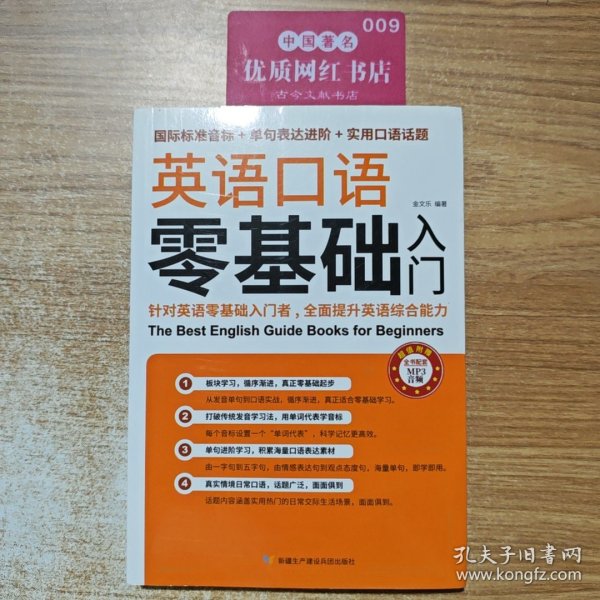 009
中国著名
优质网红书店
古今文献书店
国际标准音标 + 单句表达进阶 + 实用口语话题
英语口语
金文乐 编著
零基础入门
针对英语零基础入门者，全面提升英语综合能力
The Best English Guide Books for Beginners
超值附赠
全书配套
MP3
音频
1 板块学习，循序渐进，真正零基础起步
从发音单句到口语实战，循序渐进，真正适合零基础学习。
2 打破传统发音学习法，用单词代表学音标
每个音标设置一个“单词代表”，科学记忆更高效。
3 单句进阶学习，积累海量口语表达素材
由一字句到五字句，由情感表达句到观点态度句，海量单句，即学即用。
4 真实情境日常口语，话题广泛，面面俱到
话题内容涵盖实用热门的日常交际生活场景，面面俱到。
新疆生产建设兵团出版社
孔夫子旧书网
www.kongfz.com